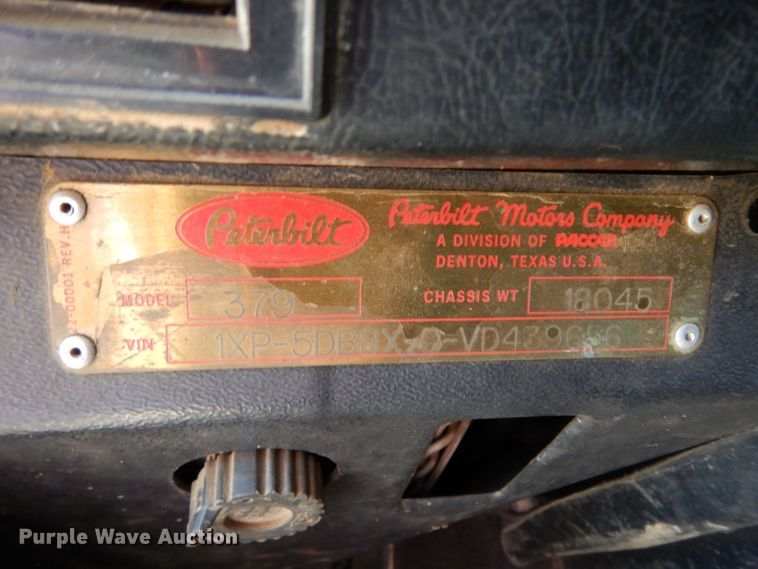 Peterbilt
Peterbilt Motors Company
A DIVISION OF PACCAR
DENTON, TEXAS U.S.A.
MODEL 379 CHASSIS WT 18045
VIN
Purple Wave Auction